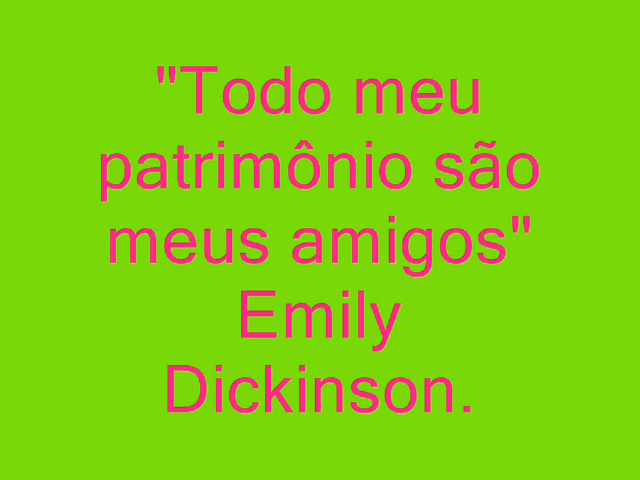 "Todo meu
patrimônio são
meus amigos"
Emily
Dickinson.